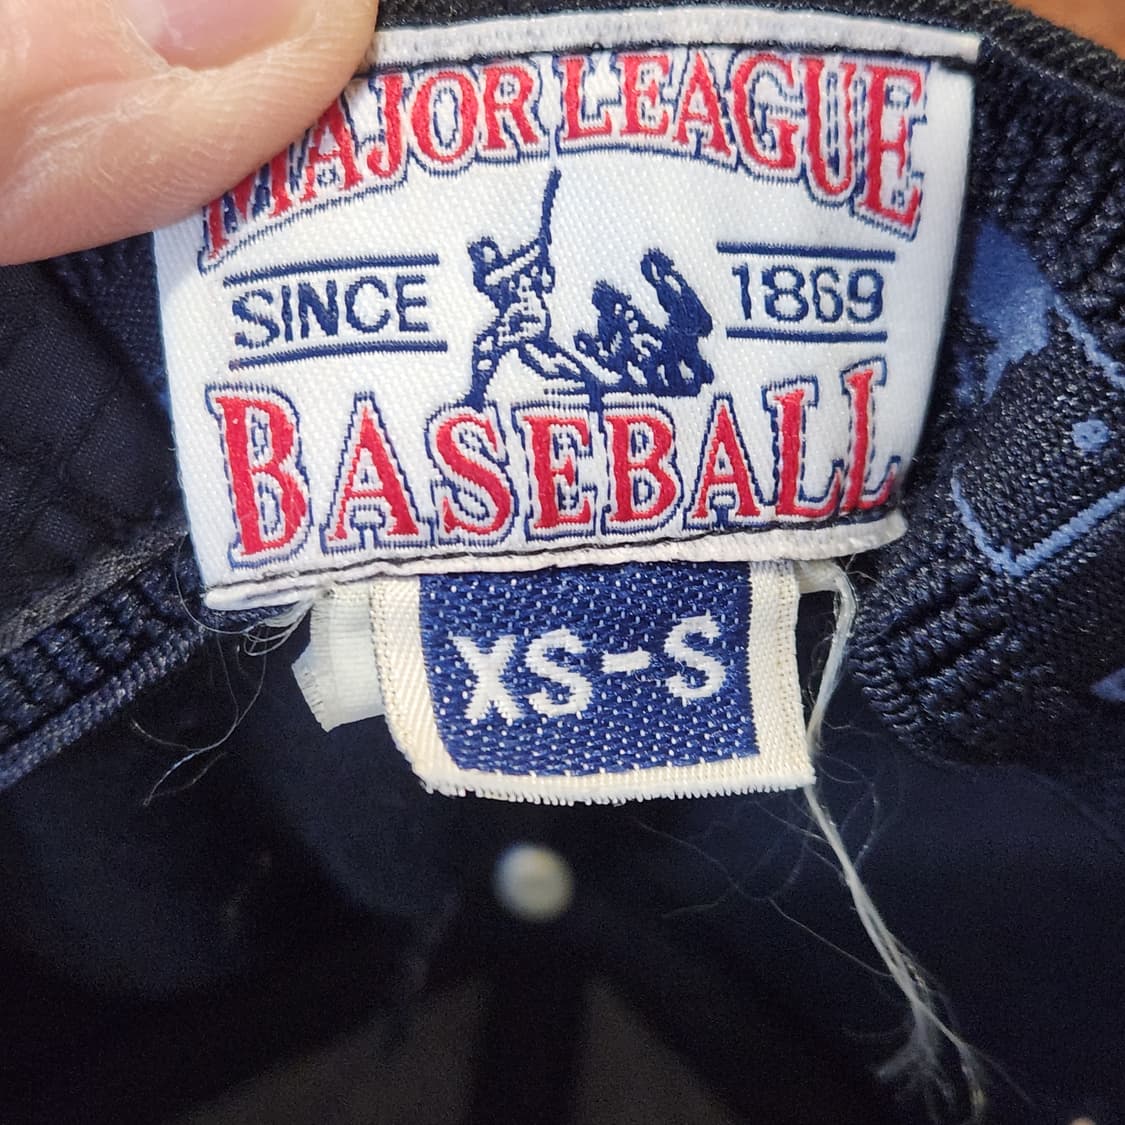 MAJOR LEAGUE
SINCE 1869
BASEBALL
XS-S